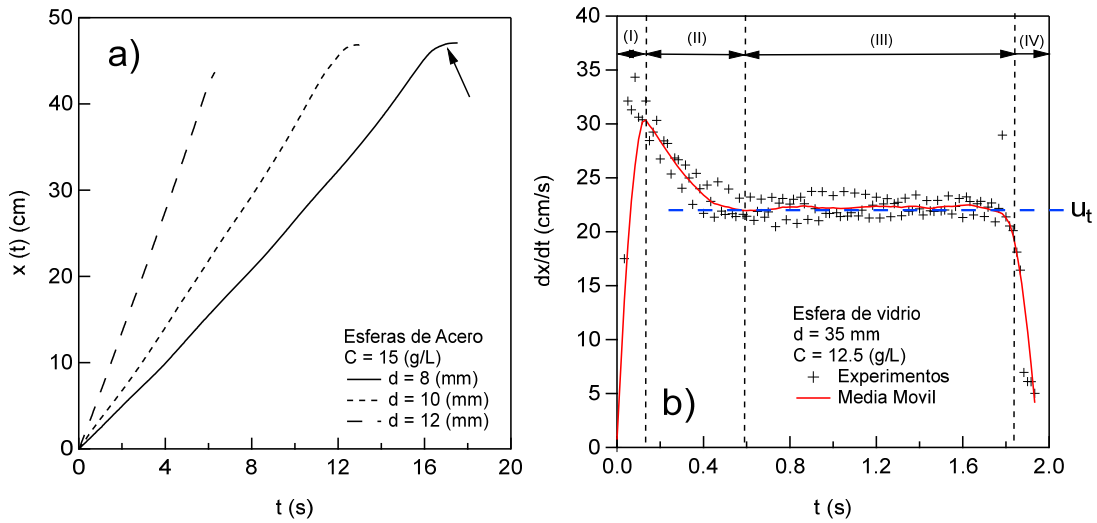 a)
50
40
30
20
10
0
x (t) (cm)
0 4 8 12 16 20
t (s)
Esferas de Acero
C = 15 (g/L)
d = 8 (mm)
d = 10 (mm)
d = 12 (mm)
(I) (II) (III) (IV)
40
35
30
25
20
15
10
5
0
dx/dt (cm/s)
u_t
Esfera de vidrio
d = 35 mm
C = 12.5 (g/L)
Experimentos
Media Movil
b)
0.0 0.4 0.8 1.2 1.6 2.0
t (s)